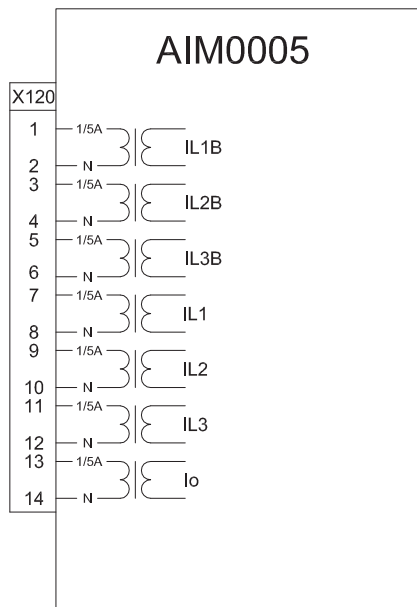 AIM0005
X120
1 1/5A
IL1B
2 N
3 1/5A
IL2B
4 N
5 1/5A
IL3B
6 N
7 1/5A
IL1
8 N
9 1/5A
IL2
10 N
11 1/5A
IL3
12 N
13 1/5A
Io
14 N